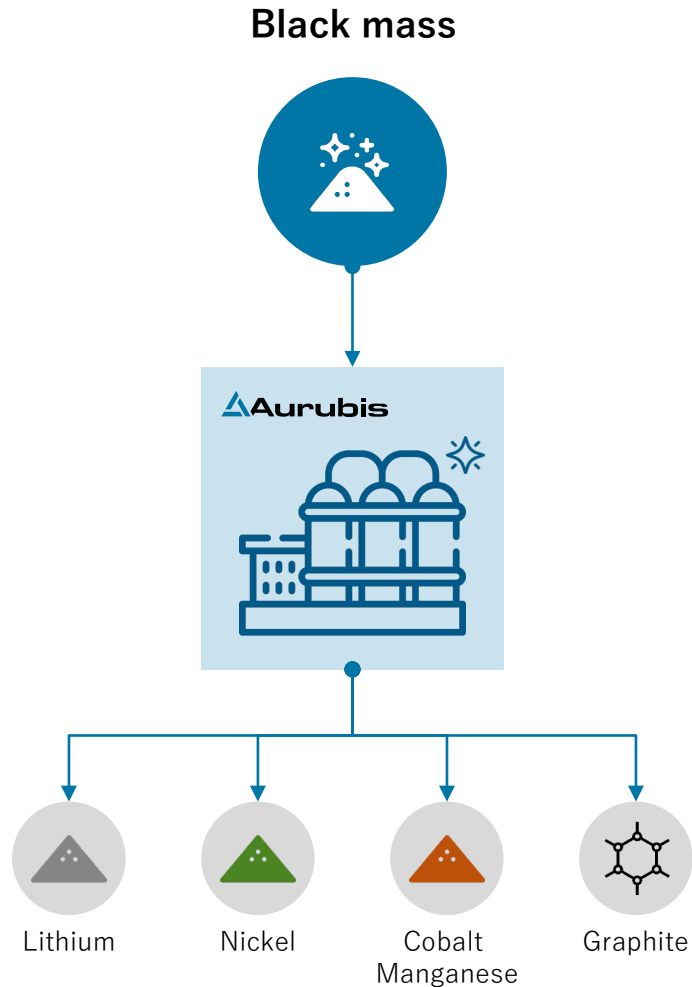 Black mass
Aurubis
Lithium
Nickel
Cobalt
Manganese
Graphite